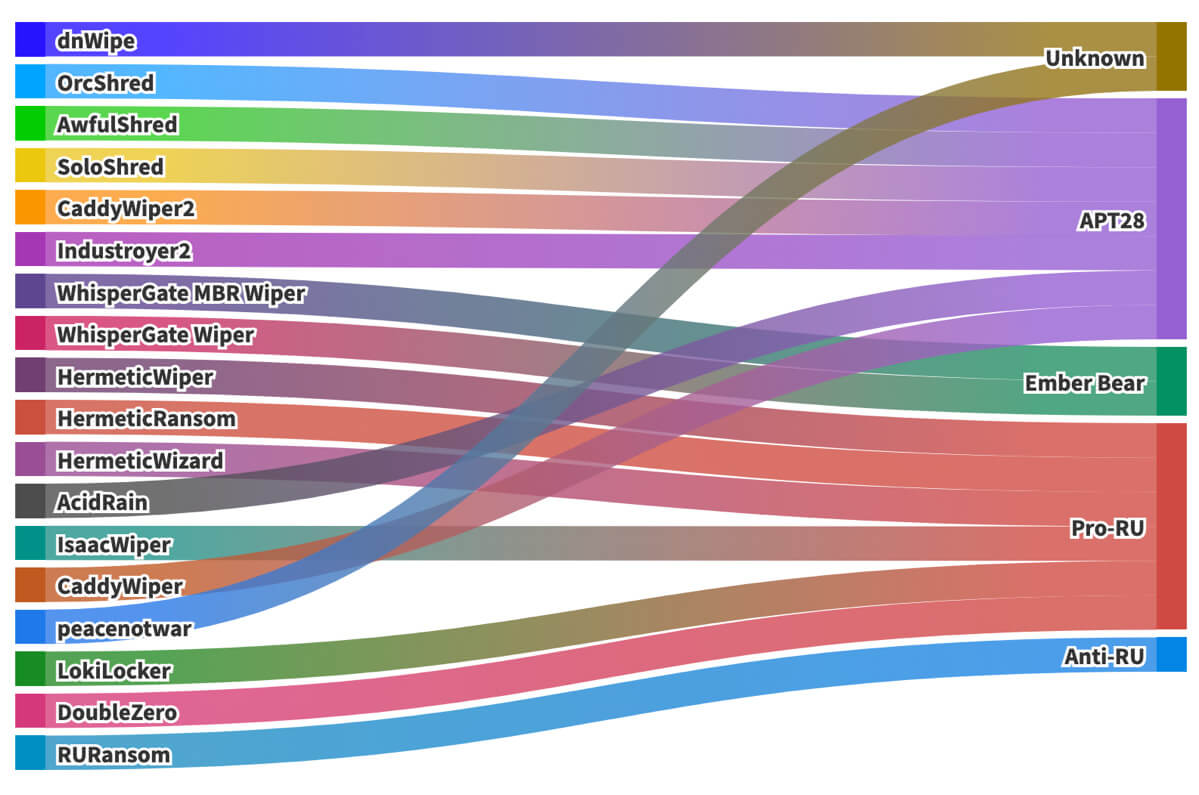 dnWipe
OrcShred
AwfulShred
SoloShred
CaddyWiper2
Industroyer2
WhisperGate MBR Wiper
WhisperGate Wiper
HermeticWiper
HermeticRansom
HermeticWizard
AcidRain
IsaacWiper
CaddyWiper
peacenotwar
LokiLocker
DoubleZero
RURansom
Unknown
APT28
Ember Bear
Pro-RU
Anti-RU